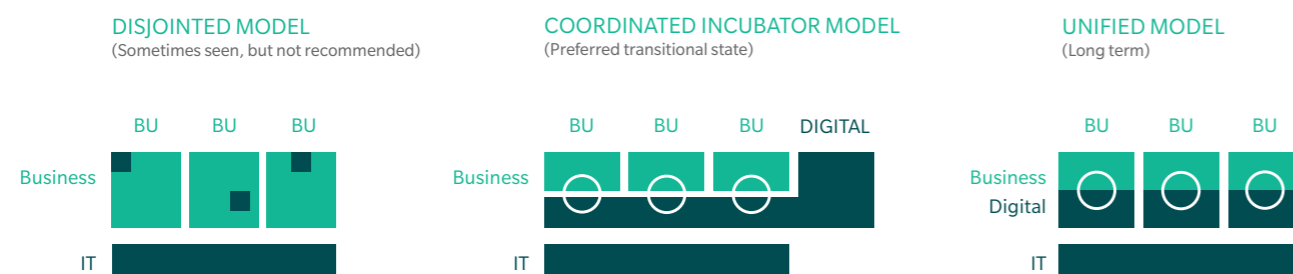 DISJOINTED MODEL
(Sometimes seen, but not recommended)
BU BU BU
Business
IT
COORDINATED INCUBATOR MODEL
(Preferred transitional state)
BU BU BU DIGITAL
Business
IT
UNIFIED MODEL
(Long term)
BU BU BU
Business
Digital
IT